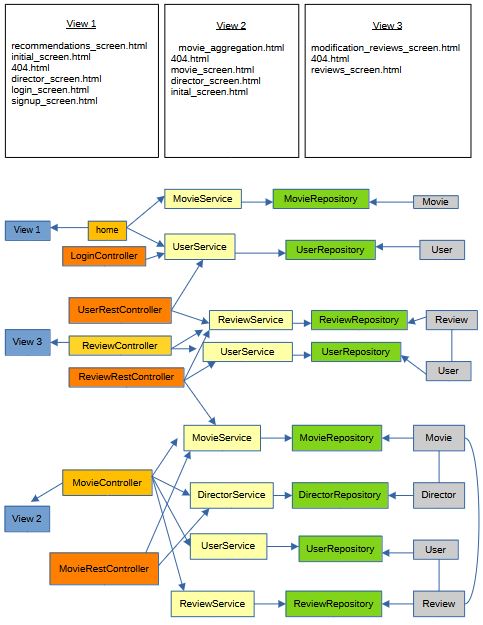 View 1
recommendations_screen.html
initial_screen.html
404.html
director_screen.html
login_screen.html
signup_screen.html
View 2
movie_aggregation.html
404.html
movie_screen.html
director_screen.html
inital_screen.html
View 3
modification_reviews_screen.html
404.html
reviews_screen.html
MovieService
MovieRepository
Movie
View 1
home
UserService
UserRepository
User
LoginController
UserRestController
ReviewService
ReviewRepository
Review
View 3
ReviewController
UserService
UserRepository
User
ReviewRestController
MovieService
MovieRepository
Movie
MovieController
DirectorService
DirectorRepository
Director
View 2
UserService
UserRepository
User
MovieRestController
ReviewService
ReviewRepository
Review